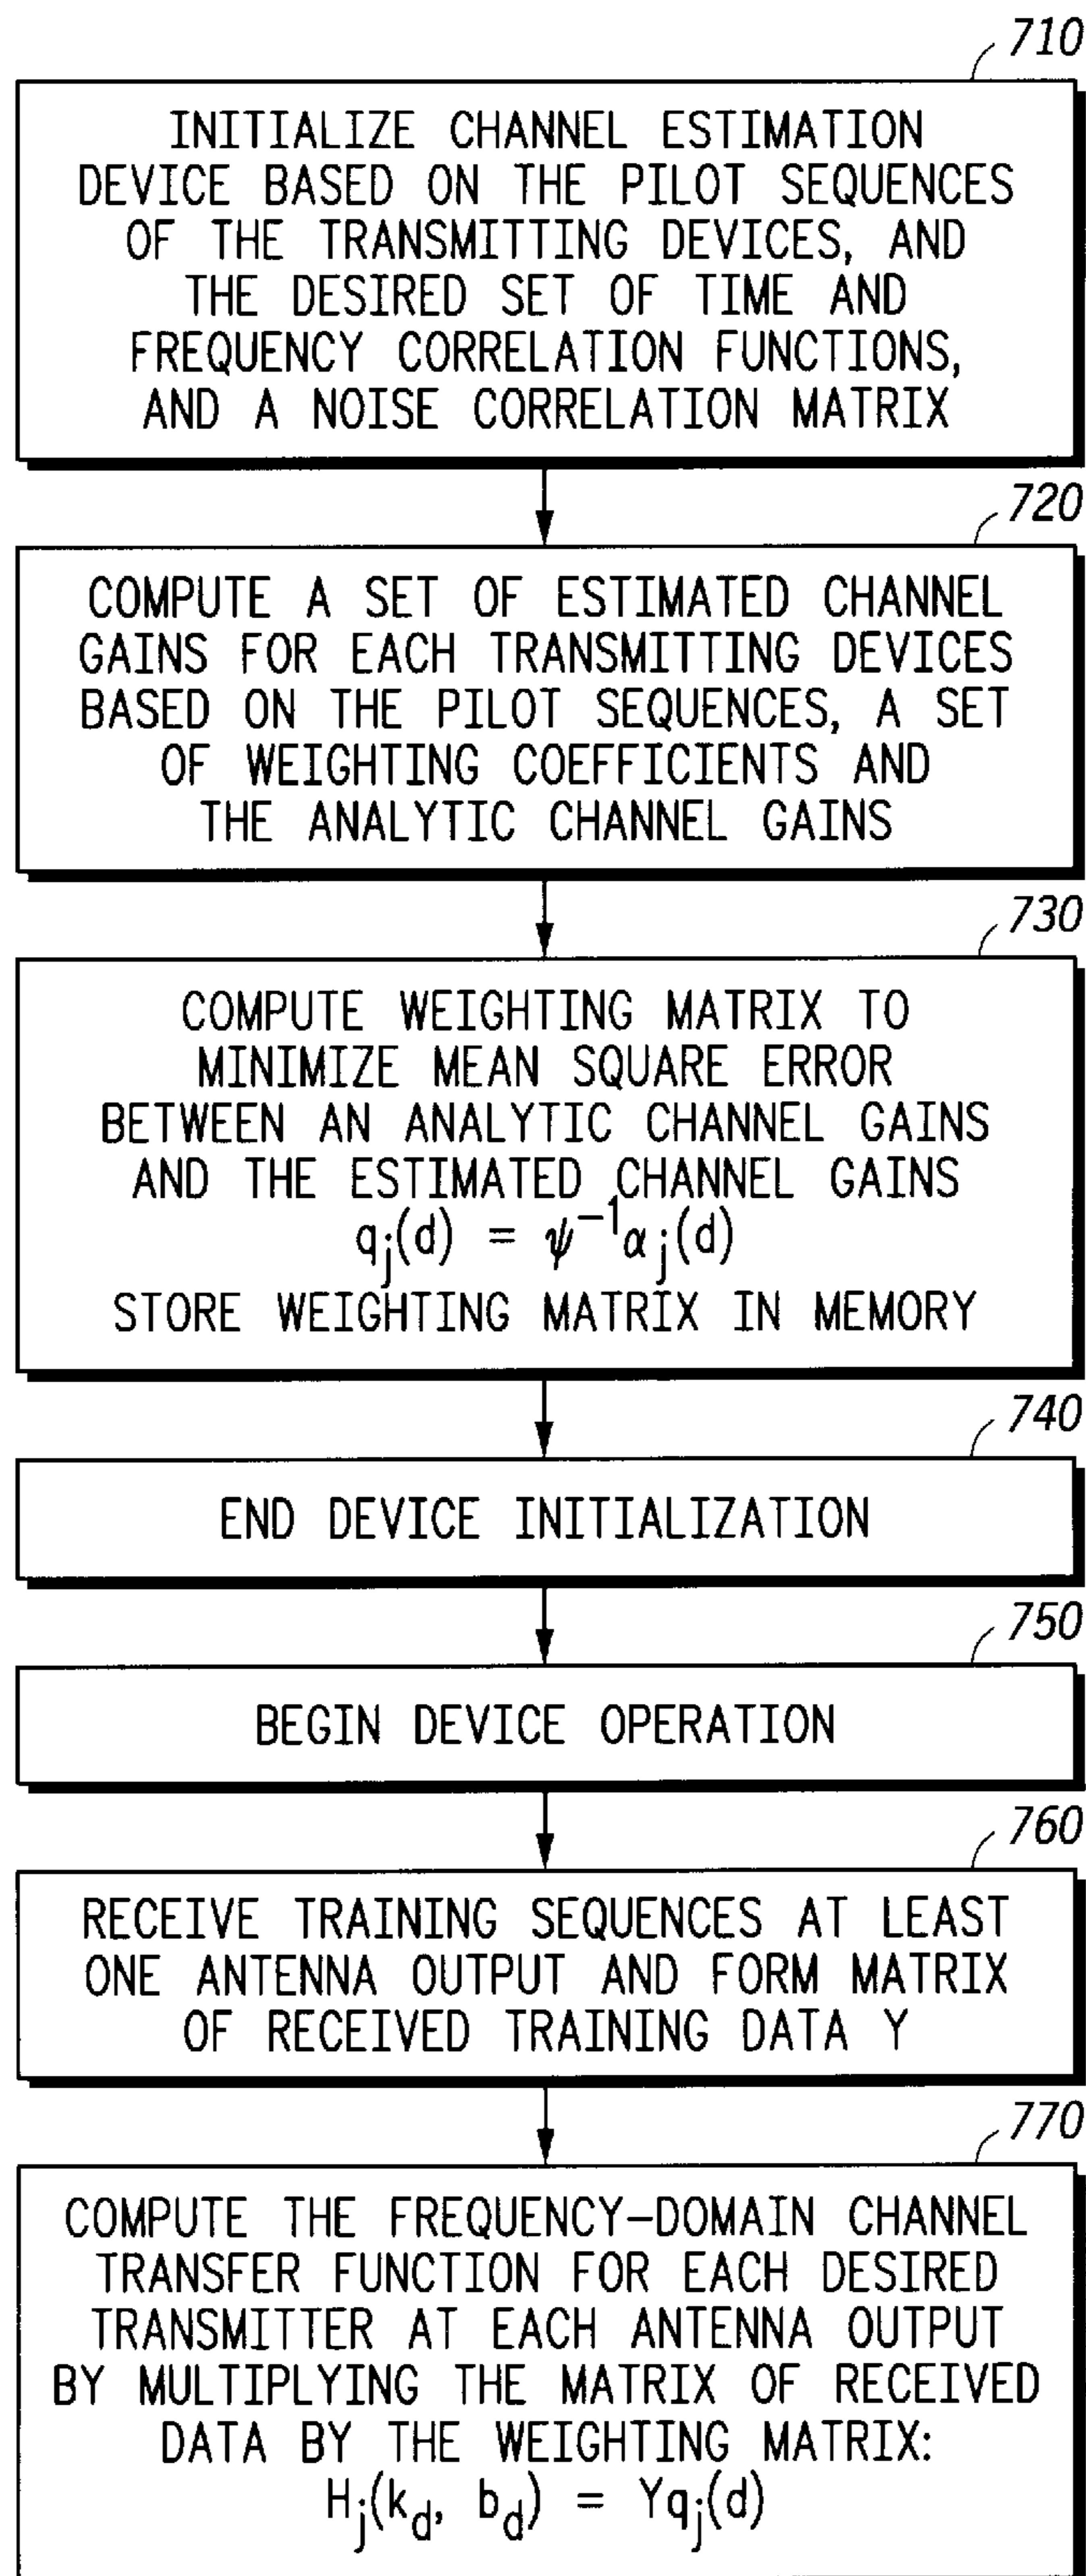 710
INITIALIZE CHANNEL ESTIMATION
DEVICE BASED ON THE PILOT SEQUENCES
OF THE TRANSMITTING DEVICES, AND
THE DESIRED SET OF TIME AND
FREQUENCY CORRELATION FUNCTIONS,
AND A NOISE CORRELATION MATRIX
720
COMPUTE A SET OF ESTIMATED CHANNEL
GAINS FOR EACH TRANSMITTING DEVICES
BASED ON THE PILOT SEQUENCES, A SET
OF WEIGHTING COEFFICIENTS AND
THE ANALYTIC CHANNEL GAINS
730
COMPUTE WEIGHTING MATRIX TO
MINIMIZE MEAN SQUARE ERROR
BETWEEN AN ANALYTIC CHANNEL GAINS
AND THE ESTIMATED CHANNEL GAINS
qj(d) = ψ⁻¹αj(d)
STORE WEIGHTING MATRIX IN MEMORY
740
END DEVICE INITIALIZATION
750
BEGIN DEVICE OPERATION
760
RECEIVE TRAINING SEQUENCES AT LEAST
ONE ANTENNA OUTPUT AND FORM MATRIX
OF RECEIVED TRAINING DATA Y
770
COMPUTE THE FREQUENCY-DOMAIN CHANNEL
TRANSFER FUNCTION FOR EACH DESIRED
TRANSMITTER AT EACH ANTENNA OUTPUT
BY MULTIPLYING THE MATRIX OF RECEIVED
DATA BY THE WEIGHTING MATRIX:
Hj(kd, bd) = Yqj(d)